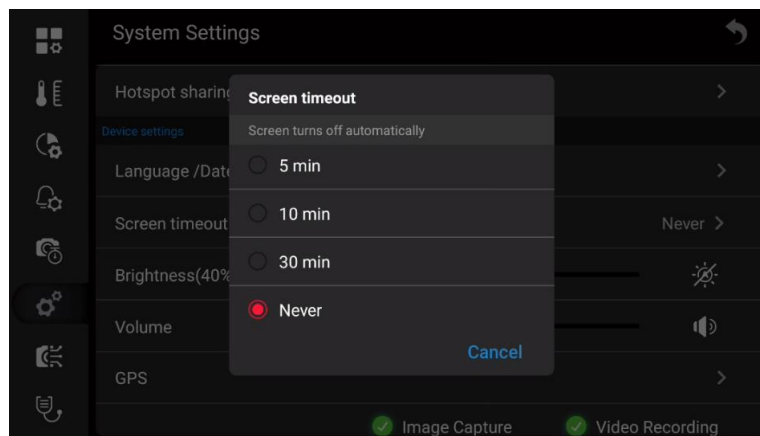 System Settings
Hotspot sharing
Screen timeout
Device settings
Screen turns off automatically
5 min
Language /Date
10 min
Screen timeout
Never
30 min
Brightness(40%
Never
Volume
Cancel
GPS
Image Capture
Video Recording